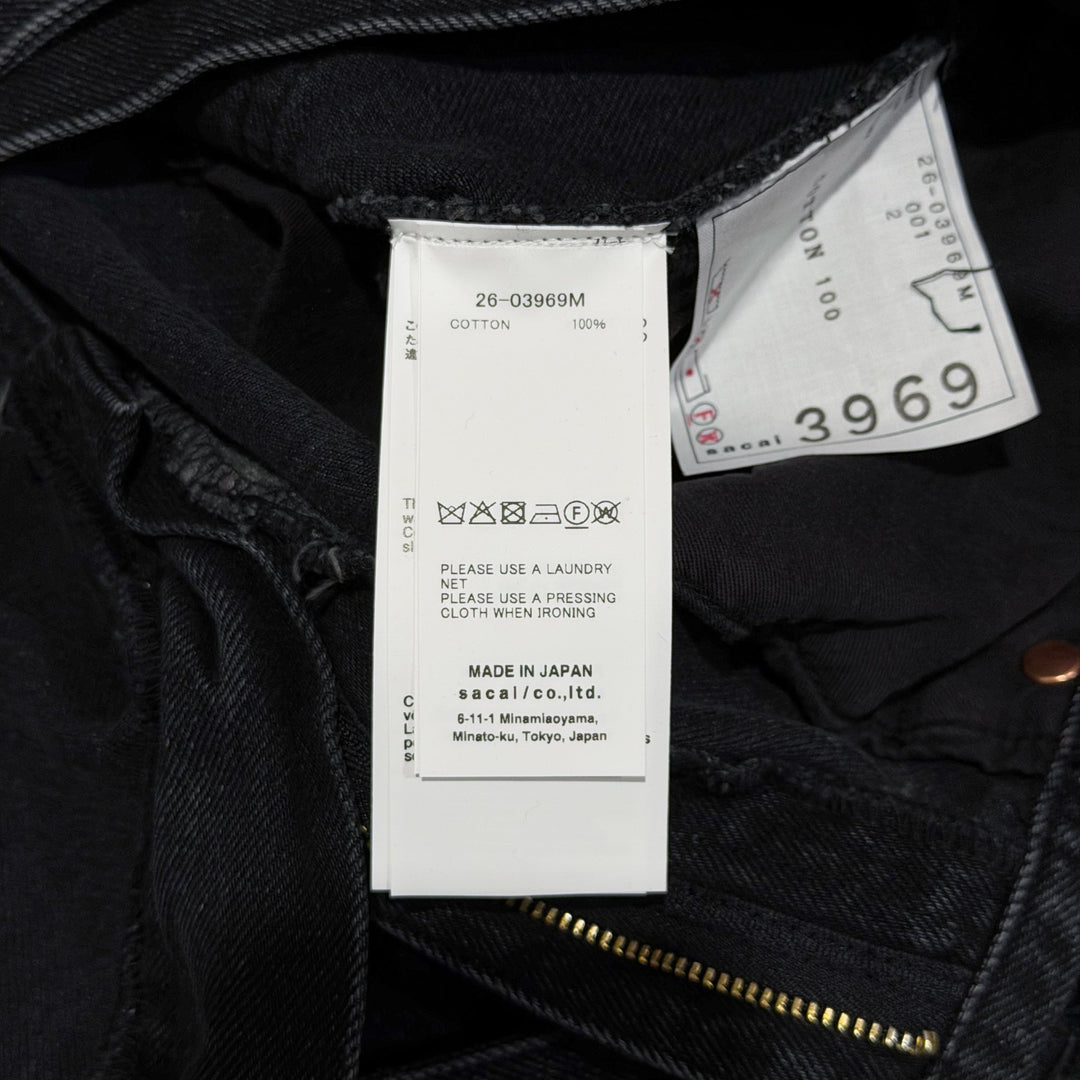 26-03969M
COTTON 100%
PLEASE USE A LAUNDRY
NET
PLEASE USE A PRESSING
CLOTH WHEN IRONING
MADE IN JAPAN
sacai/co.,ltd.
6-11-1 Minamiaoyama,
Minato-ku, Tokyo, Japan
26-03969M
001
2
COTTON 100
3969
sacai
F
W
F